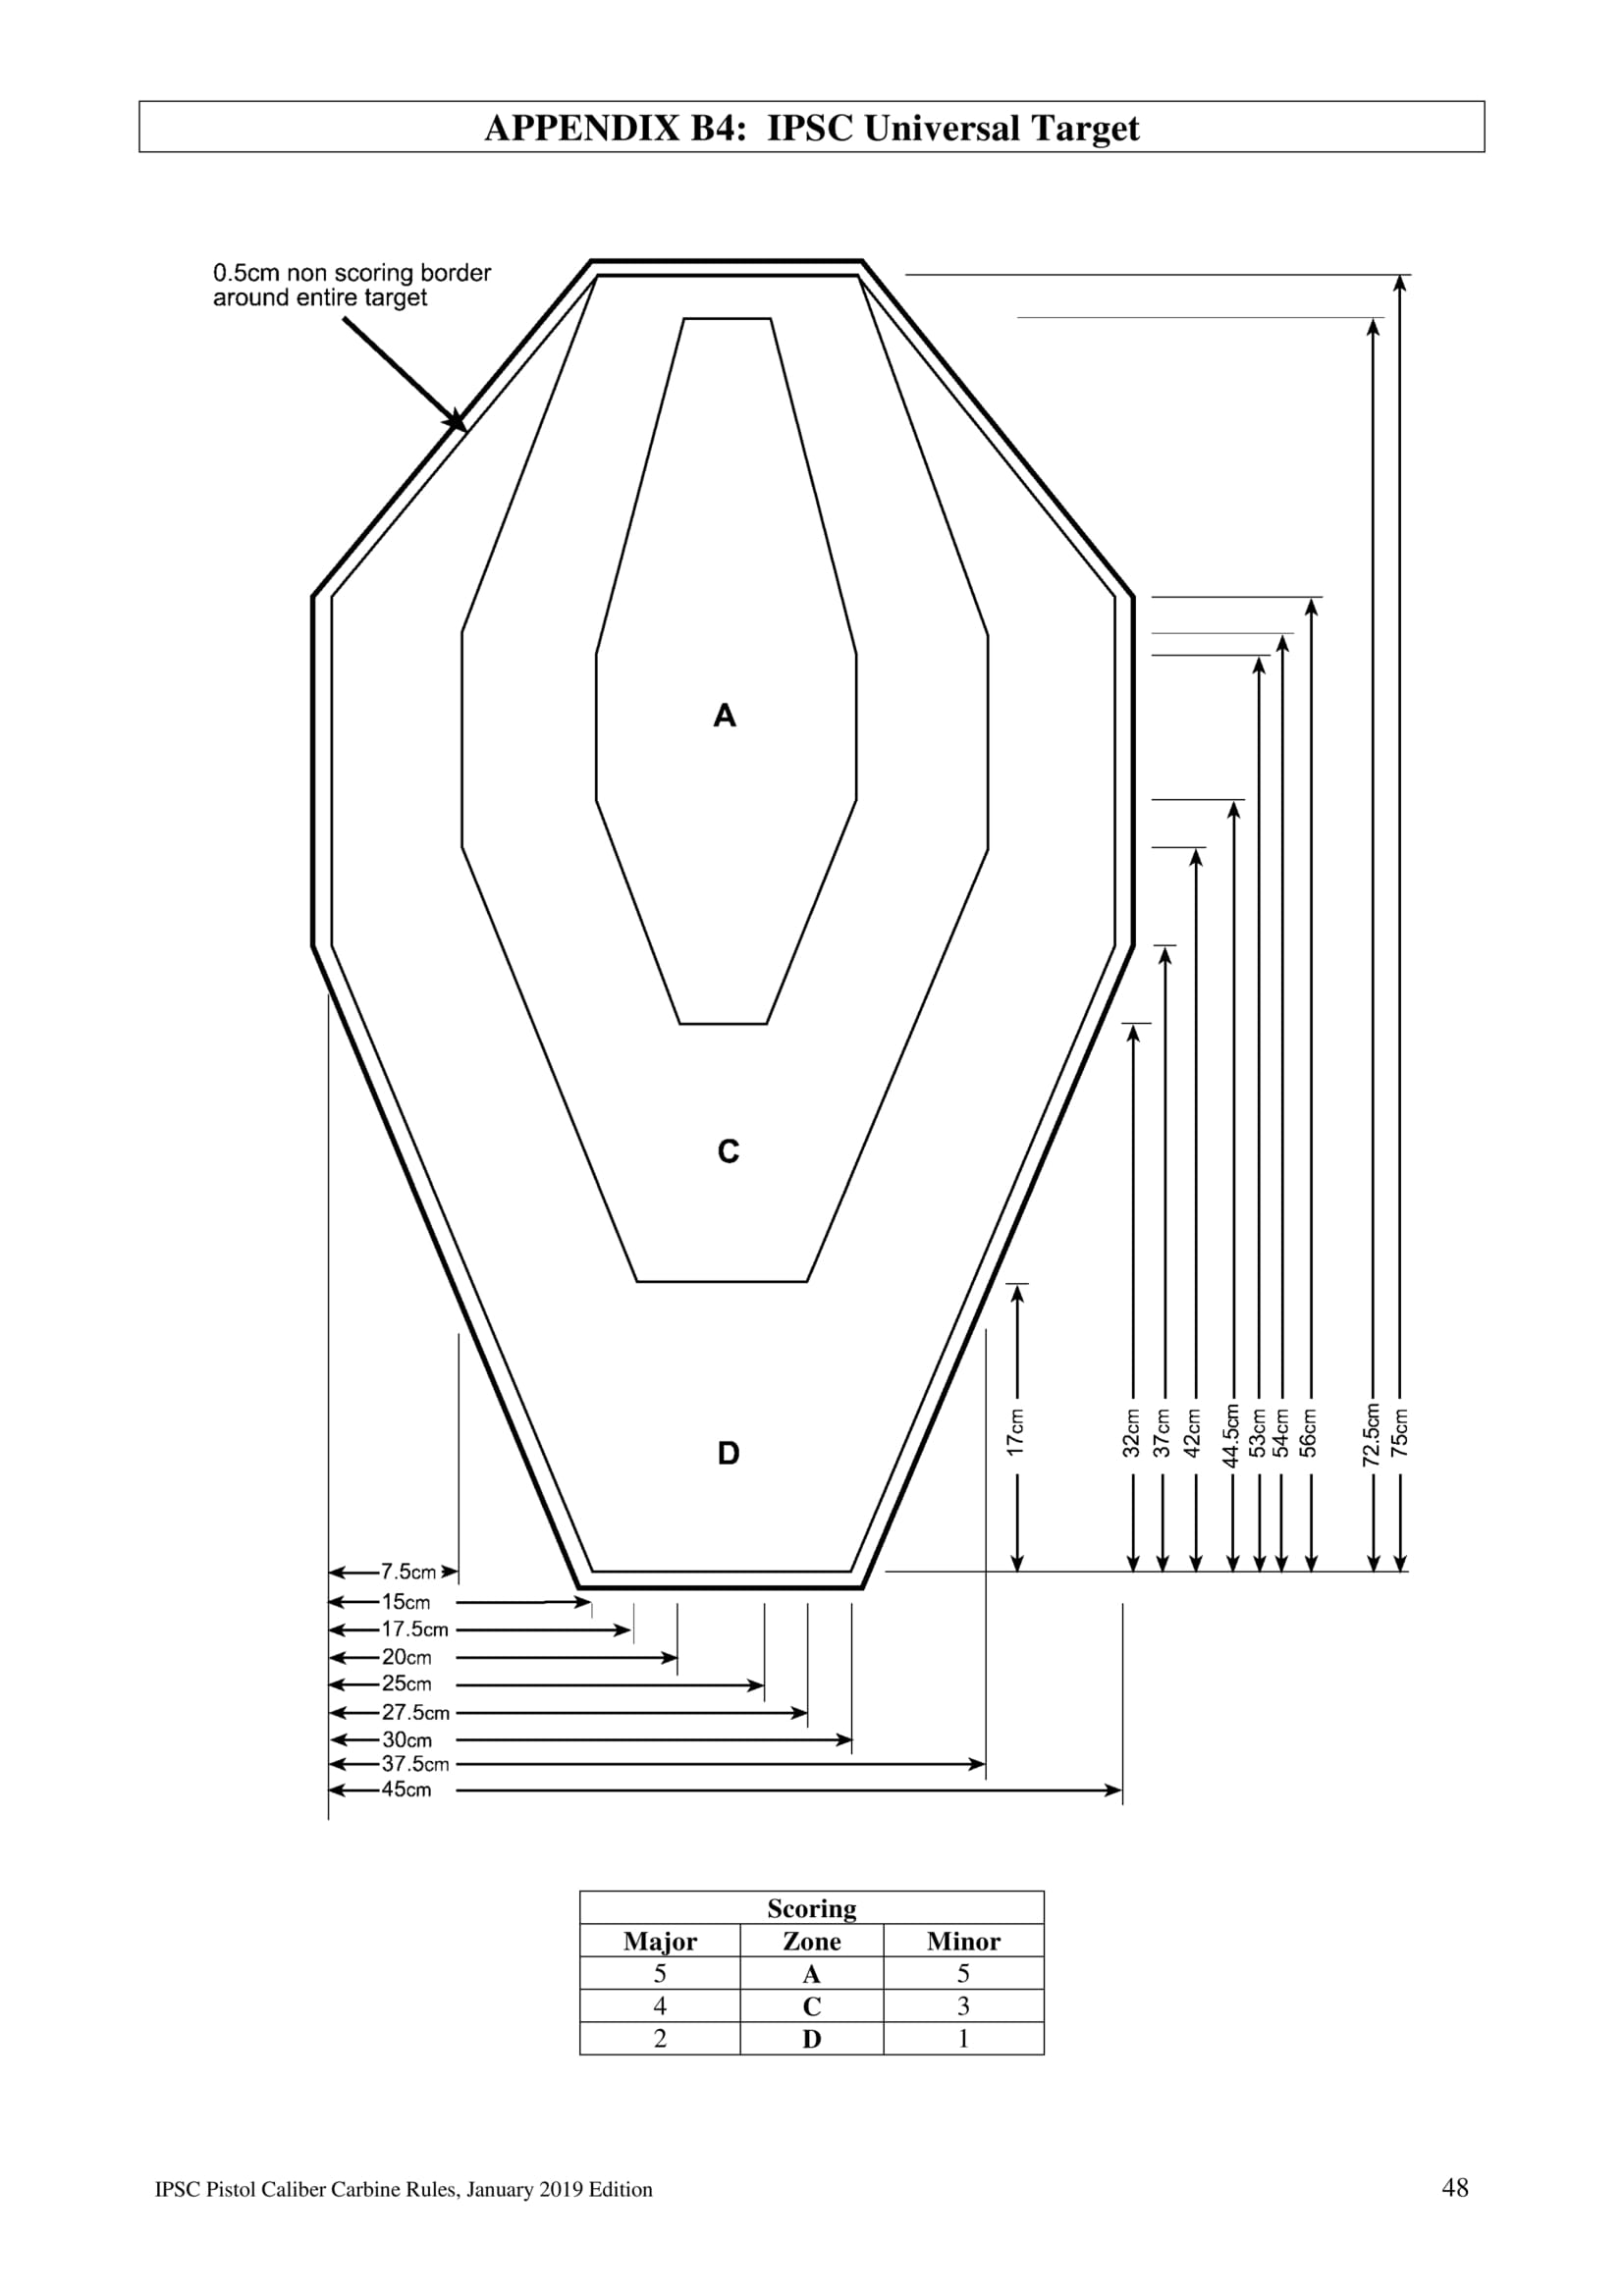 APPENDIX B4: IPSC Universal Target
0.5cm non scoring border
around entire target
A
C
D
17cm
32cm
37cm
42cm
44.5cm
53cm
54cm
56cm
72.5cm
75cm
7.5cm
15cm
17.5cm
20cm
25cm
27.5cm
30cm
37.5cm
45cm
Scoring
Major Zone Minor
5 A 5
4 C 3
2 D 1
IPSC Pistol Caliber Carbine Rules, January 2019 Edition 48